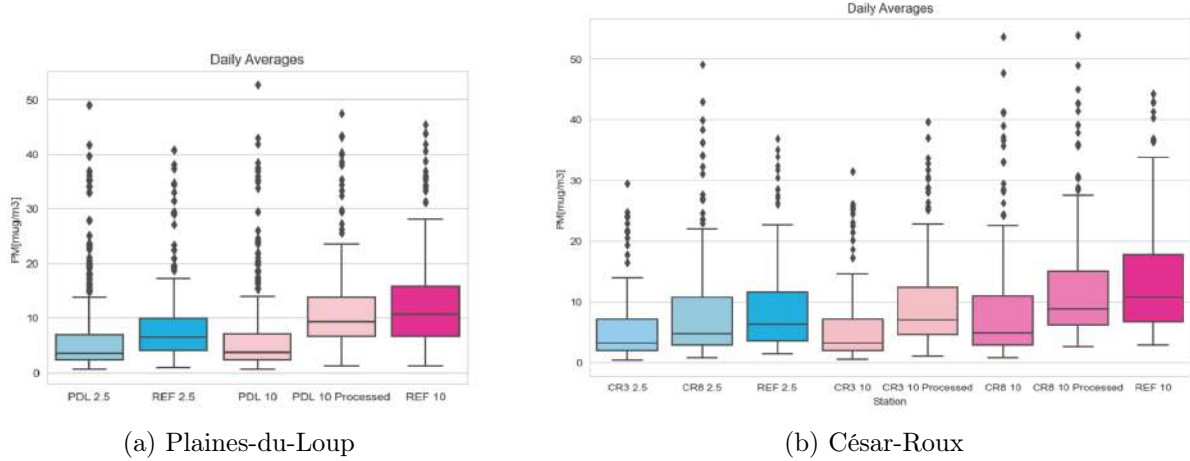 Daily Averages
PM[mug/m3]
50
40
30
20
10
0
PDL 2.5 REF 2.5 PDL 10 PDL 10 Processed REF 10
(a) Plaines-du-Loup
Daily Averages
PM[mug/m3]
50
40
30
20
10
0
CR3 2.5 CR8 2.5 REF 2.5 CR3 10 CR3 10 Processed CR8 10 CR8 10 Processed REF 10
Station
(b) César-Roux